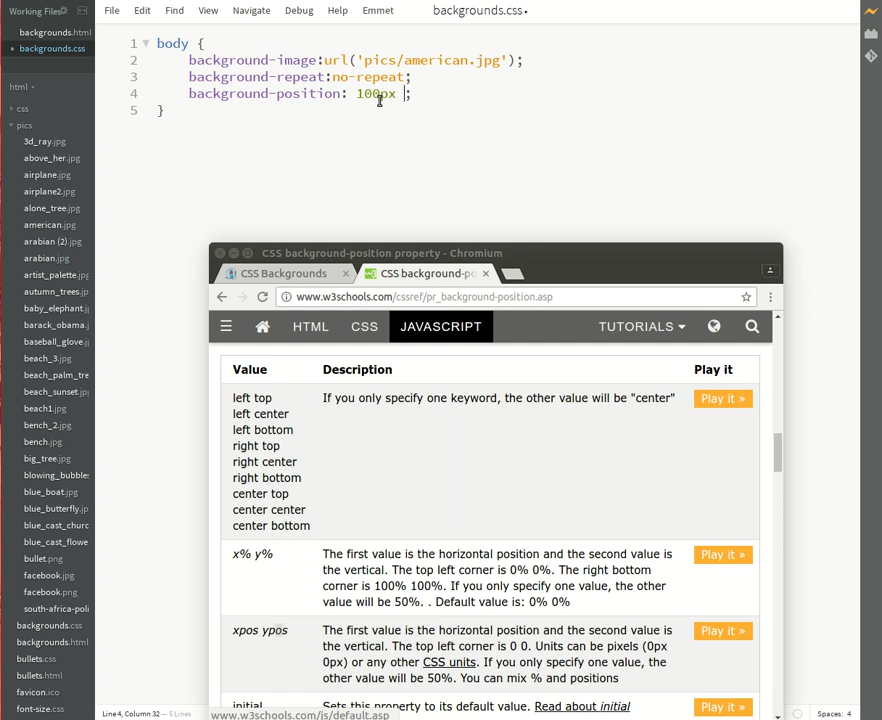 File Edit Find View Navigate Debug Help Emmet backgrounds.css •
Working Files
backgrounds.html
• backgrounds.css
html
css
pics
3d_ray.jpg
above_her.jpg
airplane.jpg
airplane2.jpg
alone_tree.jpg
american.jpg
arabian (2).jpg
arabian.jpg
artist_palette.jpg
autumn_trees.jp
baby_elephant.j
barack_obama.j
baseball_glove.j
beach_3.jpg
beach_palm_tre
beach_sunset.jp
beach1.jpg
bench_2.jpg
bench.jpg
big_tree.jpg
blowing_bubble
blue_boat.jpg
blue_butterfly.jp
blue_cast_churc
blue_cast_flowe
bullet.png
facebook.jpg
facebook.png
south-africa-poli
backgrounds.css
backgrounds.html
bullets.css
bullets.html
favicon.ico
font-size.css
1 body {
2 background-image:url('pics/american.jpg');
3 background-repeat:no-repeat;
4 background-position: 100px ;
5 }
CSS background-position property - Chromium
CSS Backgrounds × CSS background-po ×
www.w3schools.com/cssref/pr_background-position.asp
HTML CSS JAVASCRIPT TUTORIALS
Value Description Play it
left top If you only specify one keyword, the other value will be "center" Play it »
left center
left bottom
right top
right center
right bottom
center top
center center
center bottom
x% y% The first value is the horizontal position and the second value is Play it »
the vertical. The top left corner is 0% 0%. The right bottom
corner is 100% 100%. If you only specify one value, the other
value will be 50%. . Default value is: 0% 0%
xpos ypos The first value is the horizontal position and the second value is Play it »
the vertical. The top left corner is 0 0. Units can be pixels (0px
0px) or any other CSS units. If you only specify one value, the
other value will be 50%. You can mix % and positions
initial Sets this property to its default value. Read about initial Play it »
www.w3schools.com/js/default.asp
Line 4, Column 32 — 5 Lines
Spaces: 4